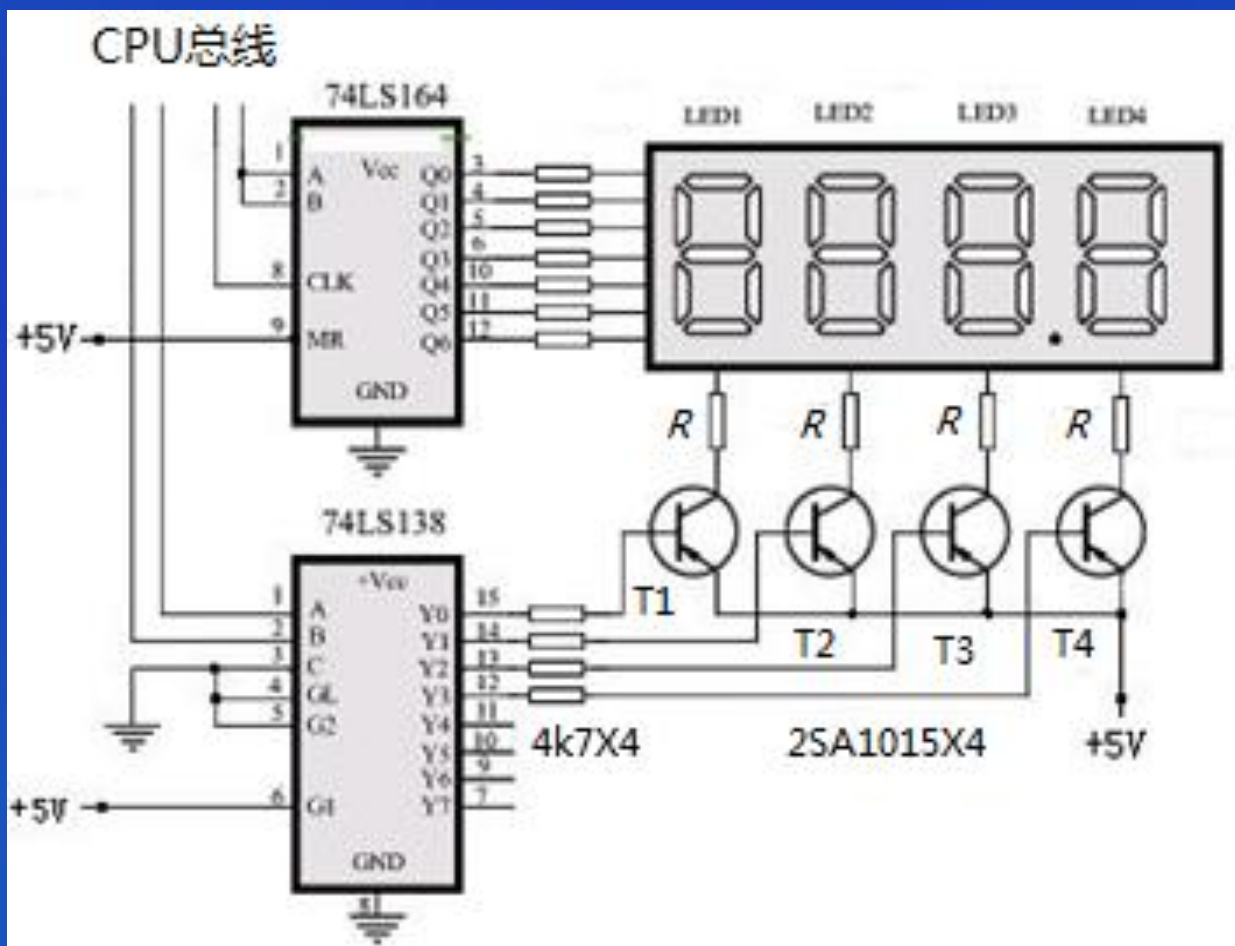 CPU总线
74LS164
LED1 LED2 LED3 LED4
1 A Vcc Q0 3
2 B Q1 4
Q2 5
Q3 6
8 CLK Q4 10
Q5 11
+5V 9 MR Q6 12
GND
R R R R
74LS138
+Vcc
1 A Y0 15
2 B Y1 14
3 C Y2 13
4 GL Y3 12
5 G2 Y4 11
Y5 10
Y6 9
+5V 6 G1 Y7 7
GND
8
T1 T2 T3 T4
4k7X4 2SA1015X4 +5V